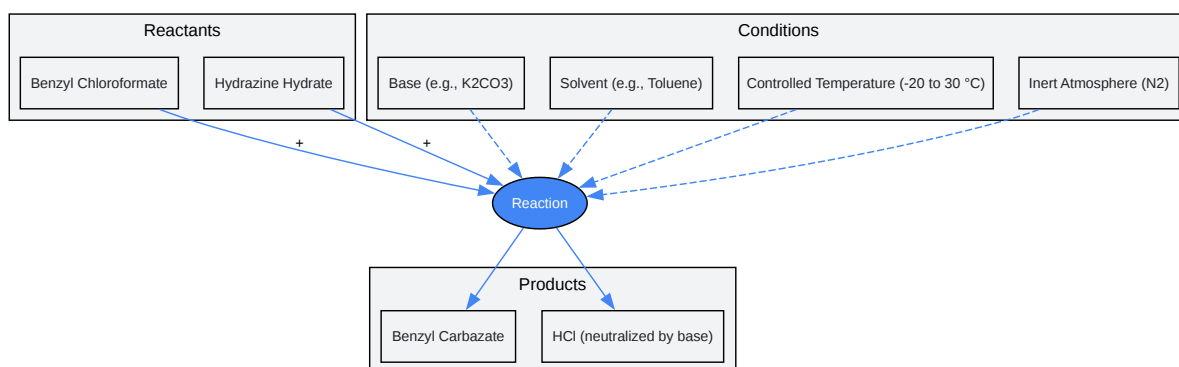 Reactants
Conditions
Benzyl Chloroformate
Hydrazine Hydrate
Base (e.g., K2CO3)
Solvent (e.g., Toluene)
Controlled Temperature (-20 to 30 °C)
Inert Atmosphere (N2)
+
+
Reaction
Products
Benzyl Carbazate
HCl (neutralized by base)